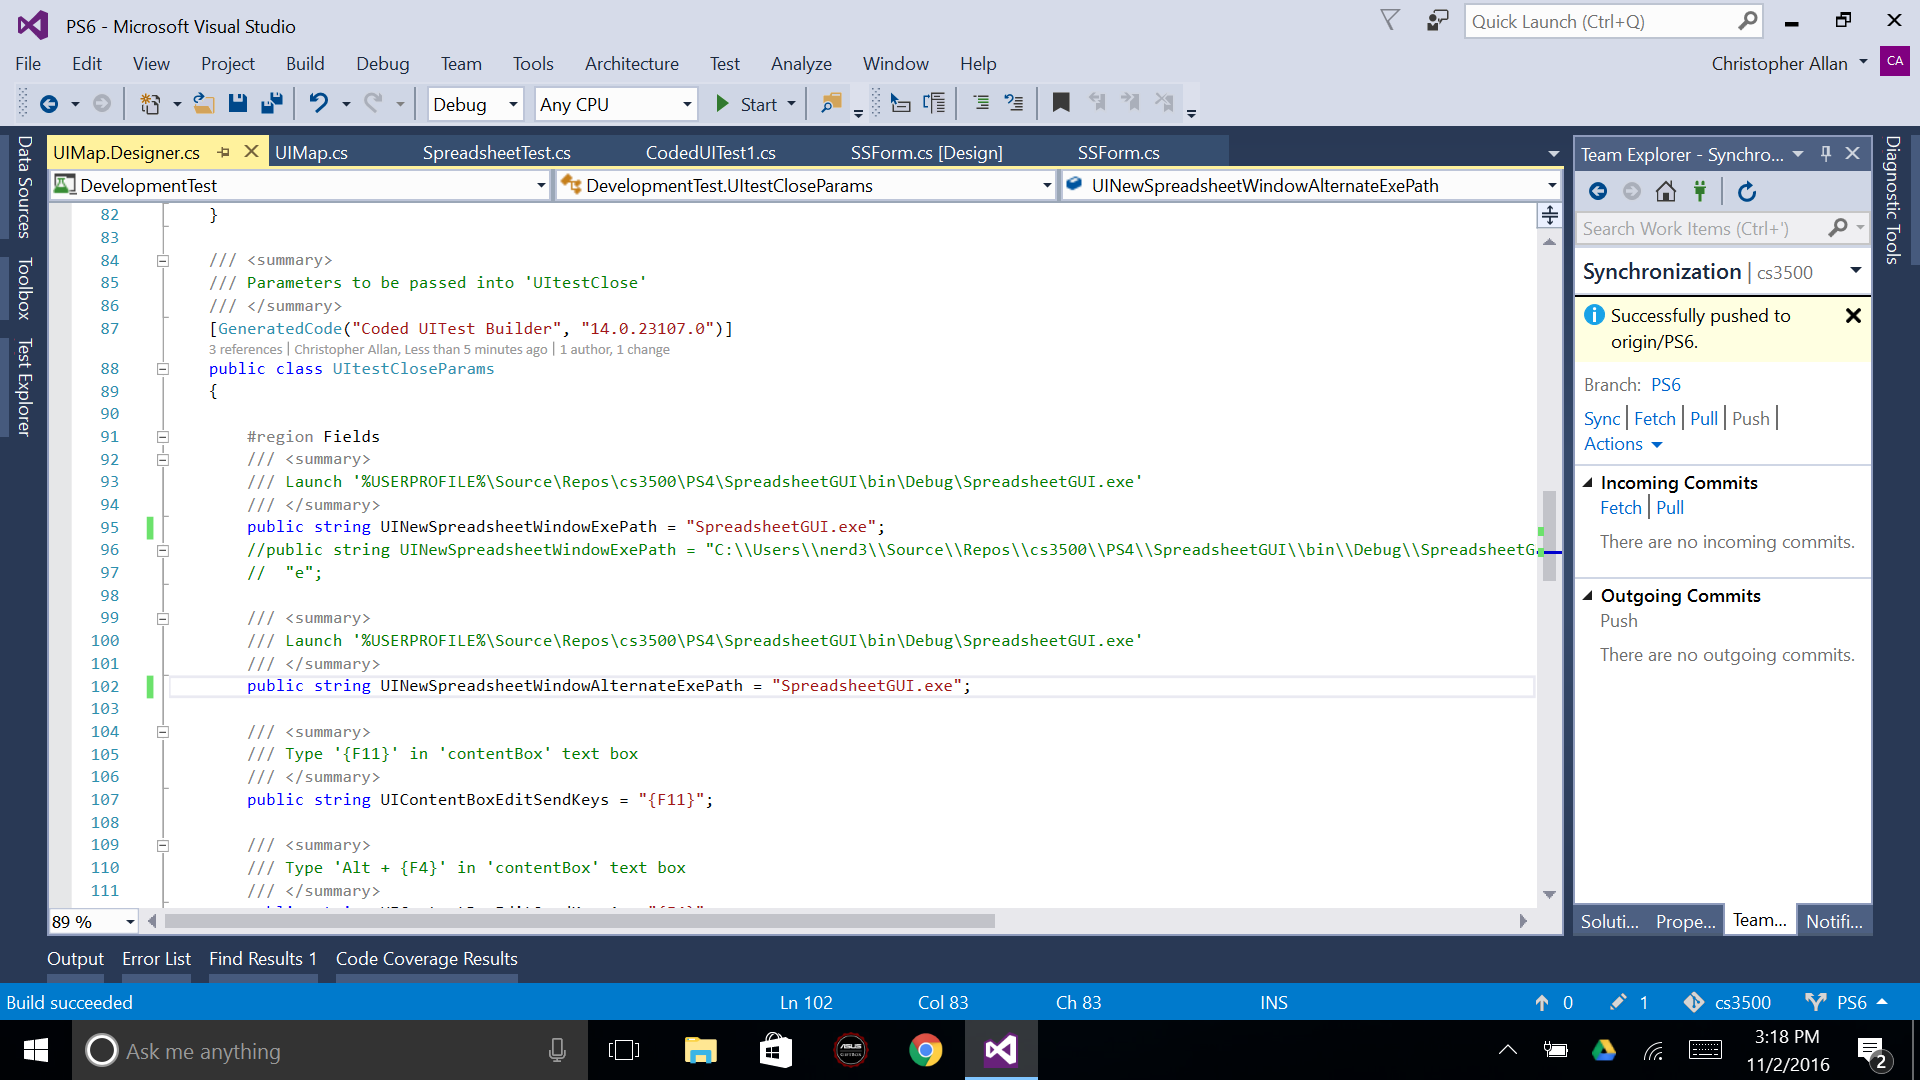 PS6 - Microsoft Visual Studio
Quick Launch (Ctrl+Q)
File Edit View Project Build Debug Team Tools Architecture Test Analyze Window Help
Christopher Allan CA
Debug Any CPU Start
Data Sources
Toolbox
Test Explorer
UIMap.Designer.cs UIMap.cs SpreadsheetTest.cs CodedUITest1.cs SSForm.cs [Design] SSForm.cs
DevelopmentTest DevelopmentTest.UItestCloseParams UINewSpreadsheetWindowAlternateExePath
82 }
83
84 /// <summary>
85 /// Parameters to be passed into 'UItestClose'
86 /// </summary>
87 [GeneratedCode("Coded UITest Builder", "14.0.23107.0")]
3 references | Christopher Allan, Less than 5 minutes ago | 1 author, 1 change
88 public class UItestCloseParams
89 {
90
91 #region Fields
92 /// <summary>
93 /// Launch '%USERPROFILE%\Source\Repos\cs3500\PS4\SpreadsheetGUI\bin\Debug\SpreadsheetGUI.exe'
94 /// </summary>
95 public string UINewSpreadsheetWindowExePath = "SpreadsheetGUI.exe";
96 //public string UINewSpreadsheetWindowExePath = "C:\\Users\\nerd3\\Source\\Repos\\cs3500\\PS4\\SpreadsheetGUI\\bin\\Debug\\SpreadsheetG
97 // "e";
98
99 /// <summary>
100 /// Launch '%USERPROFILE%\Source\Repos\cs3500\PS4\SpreadsheetGUI\bin\Debug\SpreadsheetGUI.exe'
101 /// </summary>
102 public string UINewSpreadsheetWindowAlternateExePath = "SpreadsheetGUI.exe";
103
104 /// <summary>
105 /// Type '{F11}' in 'contentBox' text box
106 /// </summary>
107 public string UIContentBoxEditSendKeys = "{F11}";
108
109 /// <summary>
110 /// Type 'Alt + {F4}' in 'contentBox' text box
111 /// </summary>
89 %
Team Explorer - Synchro...
Search Work Items (Ctrl+')
Synchronization | cs3500
Successfully pushed to
origin/PS6.
Branch: PS6
Sync | Fetch | Pull | Push |
Actions
Incoming Commits
Fetch | Pull
There are no incoming commits.
Outgoing Commits
Push
There are no outgoing commits.
Soluti... Prope... Team... Notifi...
Diagnostic Tools
Output Error List Find Results 1 Code Coverage Results
Build succeeded Ln 102 Col 83 Ch 83 INS 0 1 cs3500 PS6
Ask me anything
ASUS
3:18 PM
11/2/2016
2